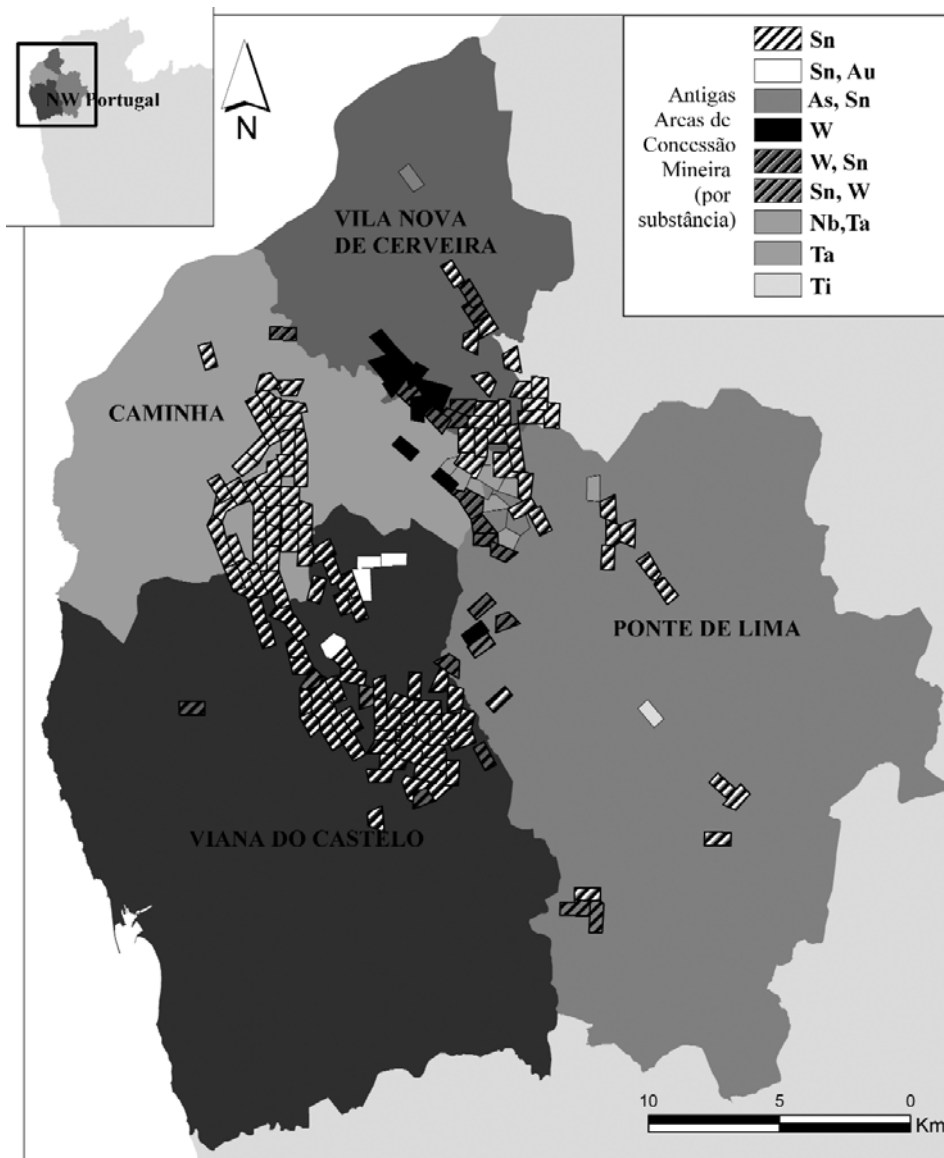 NW Portugal
N
Antigas
Areas de
Concessão
Mineira
(por
substância)
Sn
Sn, Au
As, Sn
W
W, Sn
Sn, W
Nb,Ta
Ta
Ti
VILA NOVA
DE CERVEIRA
CAMINHA
PONTE DE LIMA
VIANA DO CASTELO
10 5 0
Km